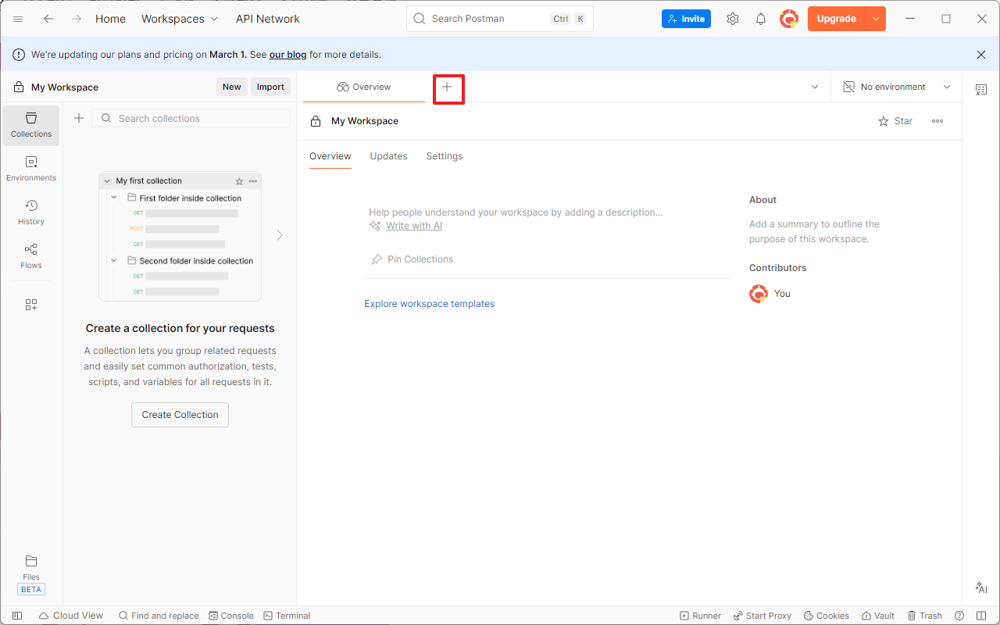 Home
Workspaces
API Network
Search Postman
Ctrl
K
Invite
Upgrade
We're updating our plans and pricing on March 1. See our blog for more details.
My Workspace
New
Import
Overview
No environment
Collections
Environments
History
Flows
Files
BETA
Search collections
My first collection
First folder inside collection
GET
POST
GET
Second folder inside collection
GET
GET
Create a collection for your requests
A collection lets you group related requests
and easily set common authorization, tests,
scripts, and variables for all requests in it.
Create Collection
My Workspace
Star
Overview
Updates
Settings
Help people understand your workspace by adding a description...
Write with AI
Pin Collections
Explore workspace templates
About
Add a summary to outline the
purpose of this workspace.
Contributors
You
AI
Cloud View
Find and replace
Console
Terminal
Runner
Start Proxy
Cookies
Vault
Trash